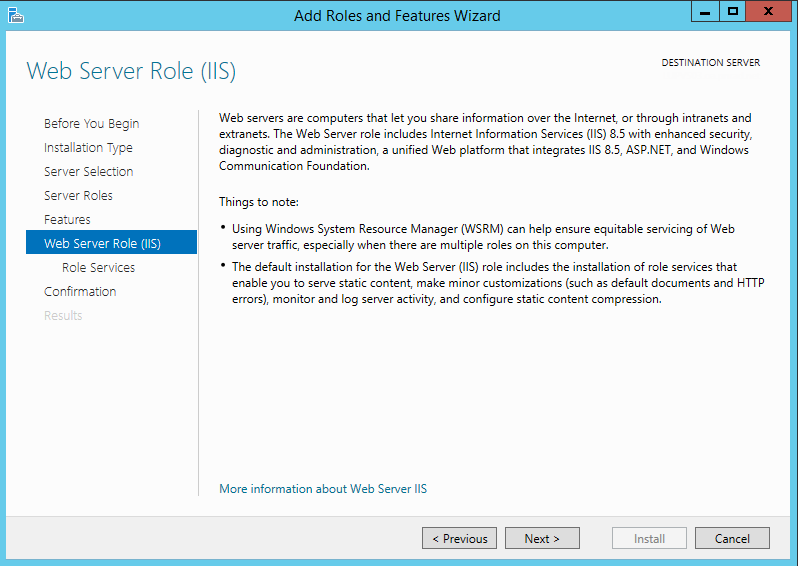 Add Roles and Features Wizard
Web Server Role (IIS)
DESTINATION SERVER
Before You Begin
Installation Type
Server Selection
Server Roles
Features
Web Server Role (IIS)
Role Services
Confirmation
Results
Web servers are computers that let you share information over the Internet, or through intranets and
extranets. The Web Server role includes Internet Information Services (IIS) 8.5 with enhanced security,
diagnostic and administration, a unified Web platform that integrates IIS 8.5, ASP.NET, and Windows
Communication Foundation.
Things to note:
• Using Windows System Resource Manager (WSRM) can help ensure equitable servicing of Web
server traffic, especially when there are multiple roles on this computer.
• The default installation for the Web Server (IIS) role includes the installation of role services that
enable you to serve static content, make minor customizations (such as default documents and HTTP
errors), monitor and log server activity, and configure static content compression.
More information about Web Server IIS
< Previous
Next >
Install
Cancel